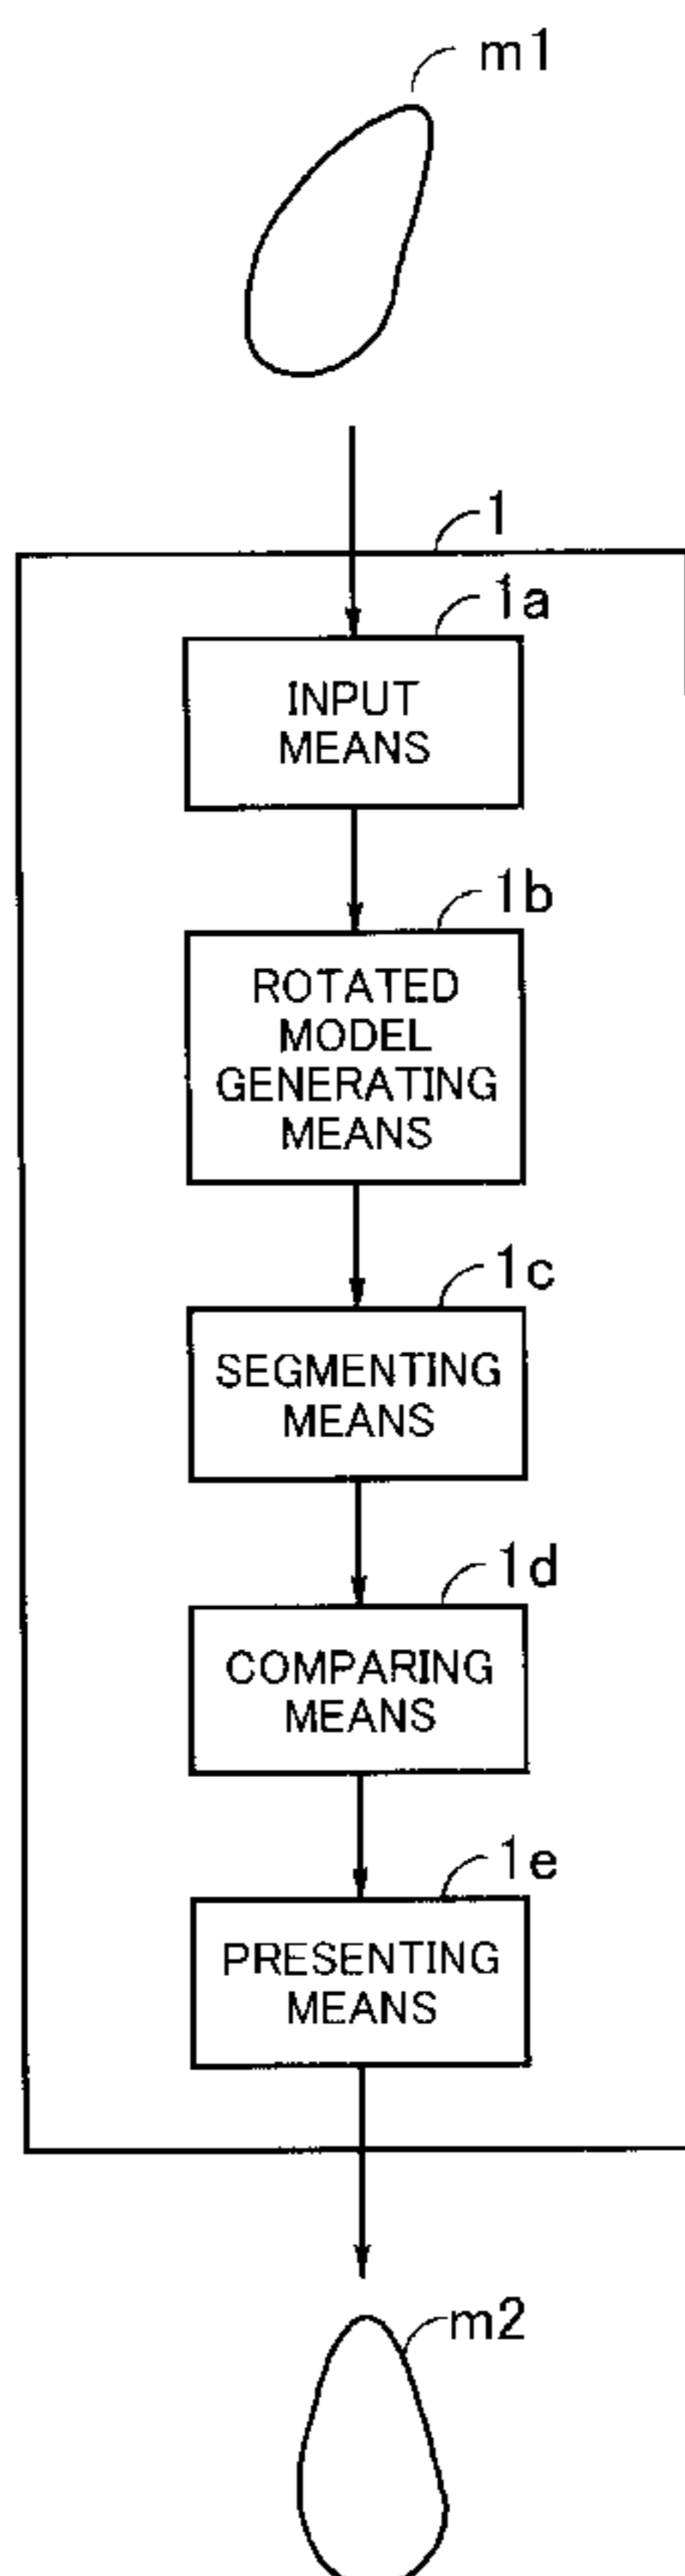 m1
1
1a
INPUT
MEANS
1b
ROTATED
MODEL
GENERATING
MEANS
1c
SEGMENTING
MEANS
1d
COMPARING
MEANS
1e
PRESENTING
MEANS
m2